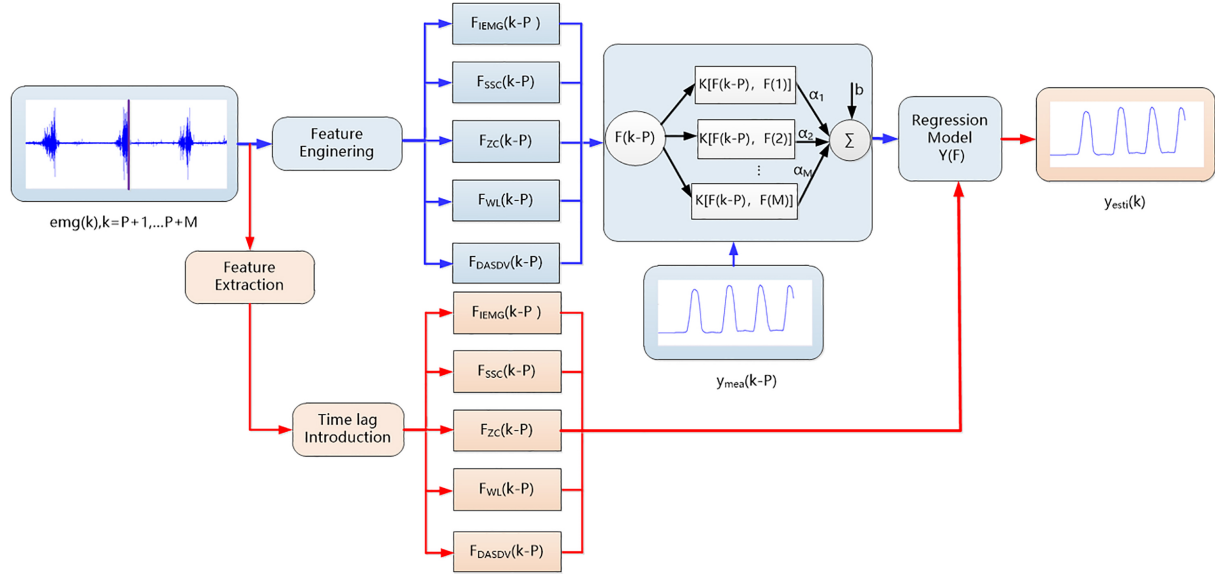 emg(k),k=P+1,...P+M
Feature
Enginering
F_IEMG(k-P )
F_SSC(k-P)
F_ZC(k-P)
F_WL(k-P)
F_DASDV(k-P)
F(k-P)
K[F(k-P), F(1)]
K[F(k-P), F(2)]
⋮
K[F(k-P), F(M)]
α₁
α₂
α_M
b
Σ
Regression
Model
Y(F)
y_esti(k)
y_mea(k-P)
Feature
Extraction
Time lag
Introduction
F_IEMG(k-P )
F_SSC(k-P)
F_ZC(k-P)
F_WL(k-P)
F_DASDV(k-P)